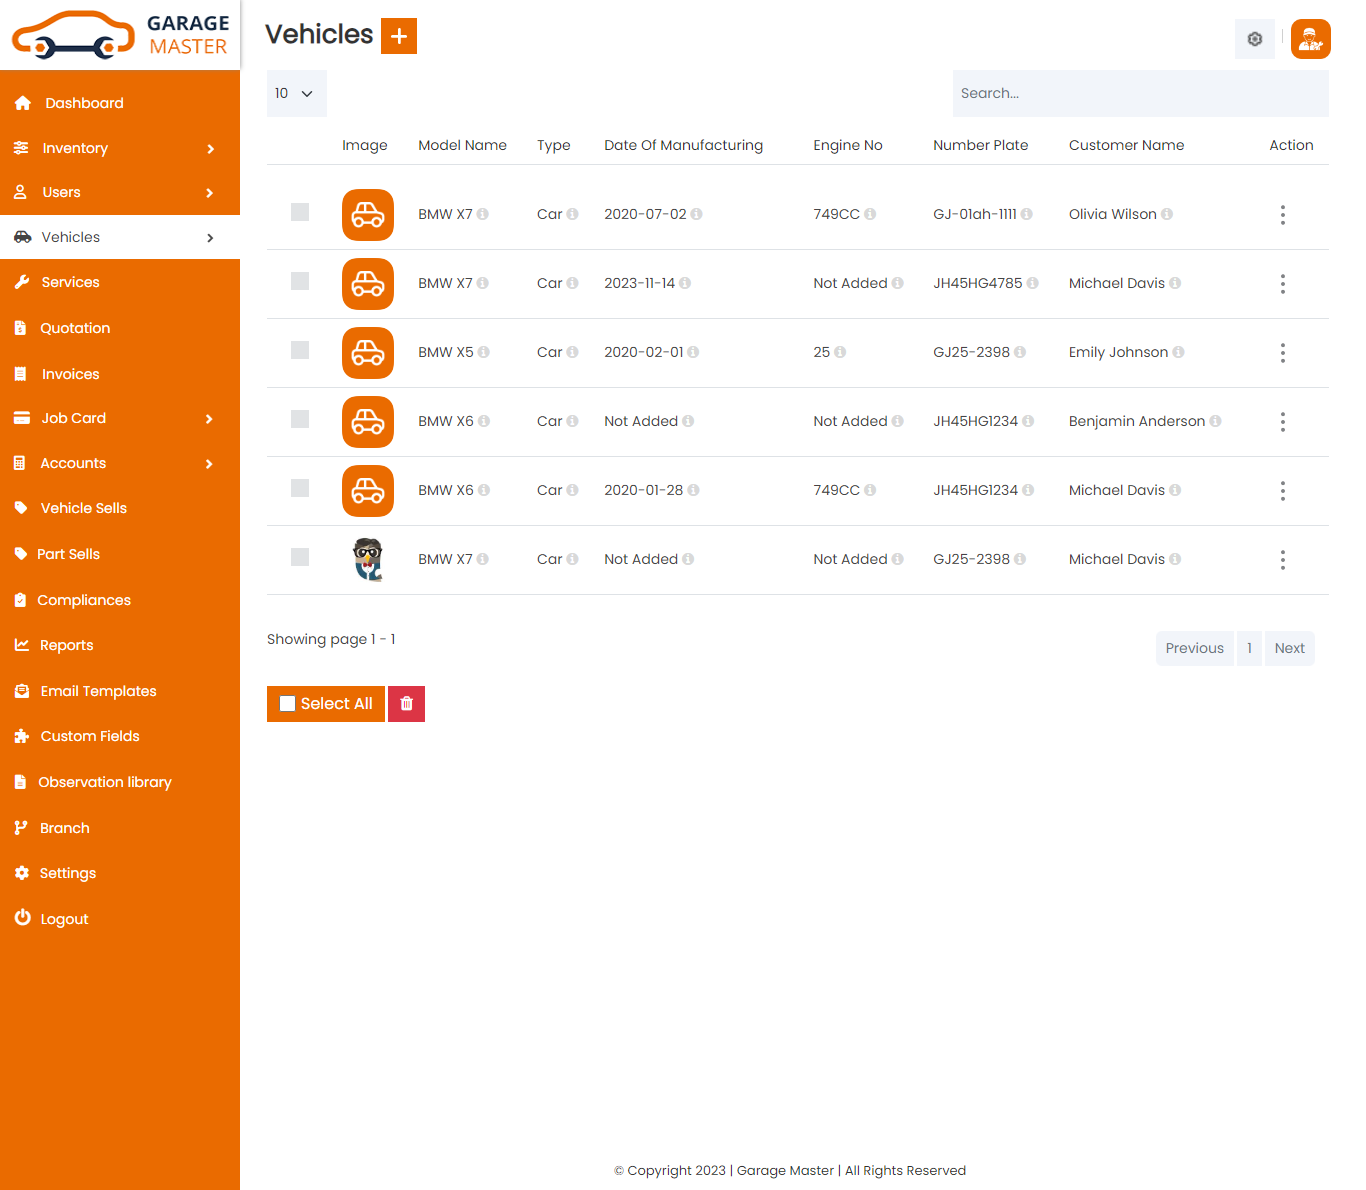 GARAGE
MASTER
Vehicles
10
Search...
Dashboard
Inventory
Users
Vehicles
Services
Quotation
Invoices
Job Card
Accounts
Vehicle Sells
Part Sells
Compliances
Reports
Email Templates
Custom Fields
Observation library
Branch
Settings
Logout
Image Model Name Type Date Of Manufacturing Engine No Number Plate Customer Name Action
BMW X7 Car 2020-07-02 749CC GJ-01ah-1111 Olivia Wilson
BMW X7 Car 2023-11-14 Not Added JH45HG4785 Michael Davis
BMW X5 Car 2020-02-01 25 GJ25-2398 Emily Johnson
BMW X6 Car Not Added Not Added JH45HG1234 Benjamin Anderson
BMW X6 Car 2020-01-28 749CC JH45HG1234 Michael Davis
BMW X7 Car Not Added Not Added GJ25-2398 Michael Davis
Showing page 1 - 1
Previous 1 Next
Select All
© Copyright 2023 | Garage Master | All Rights Reserved